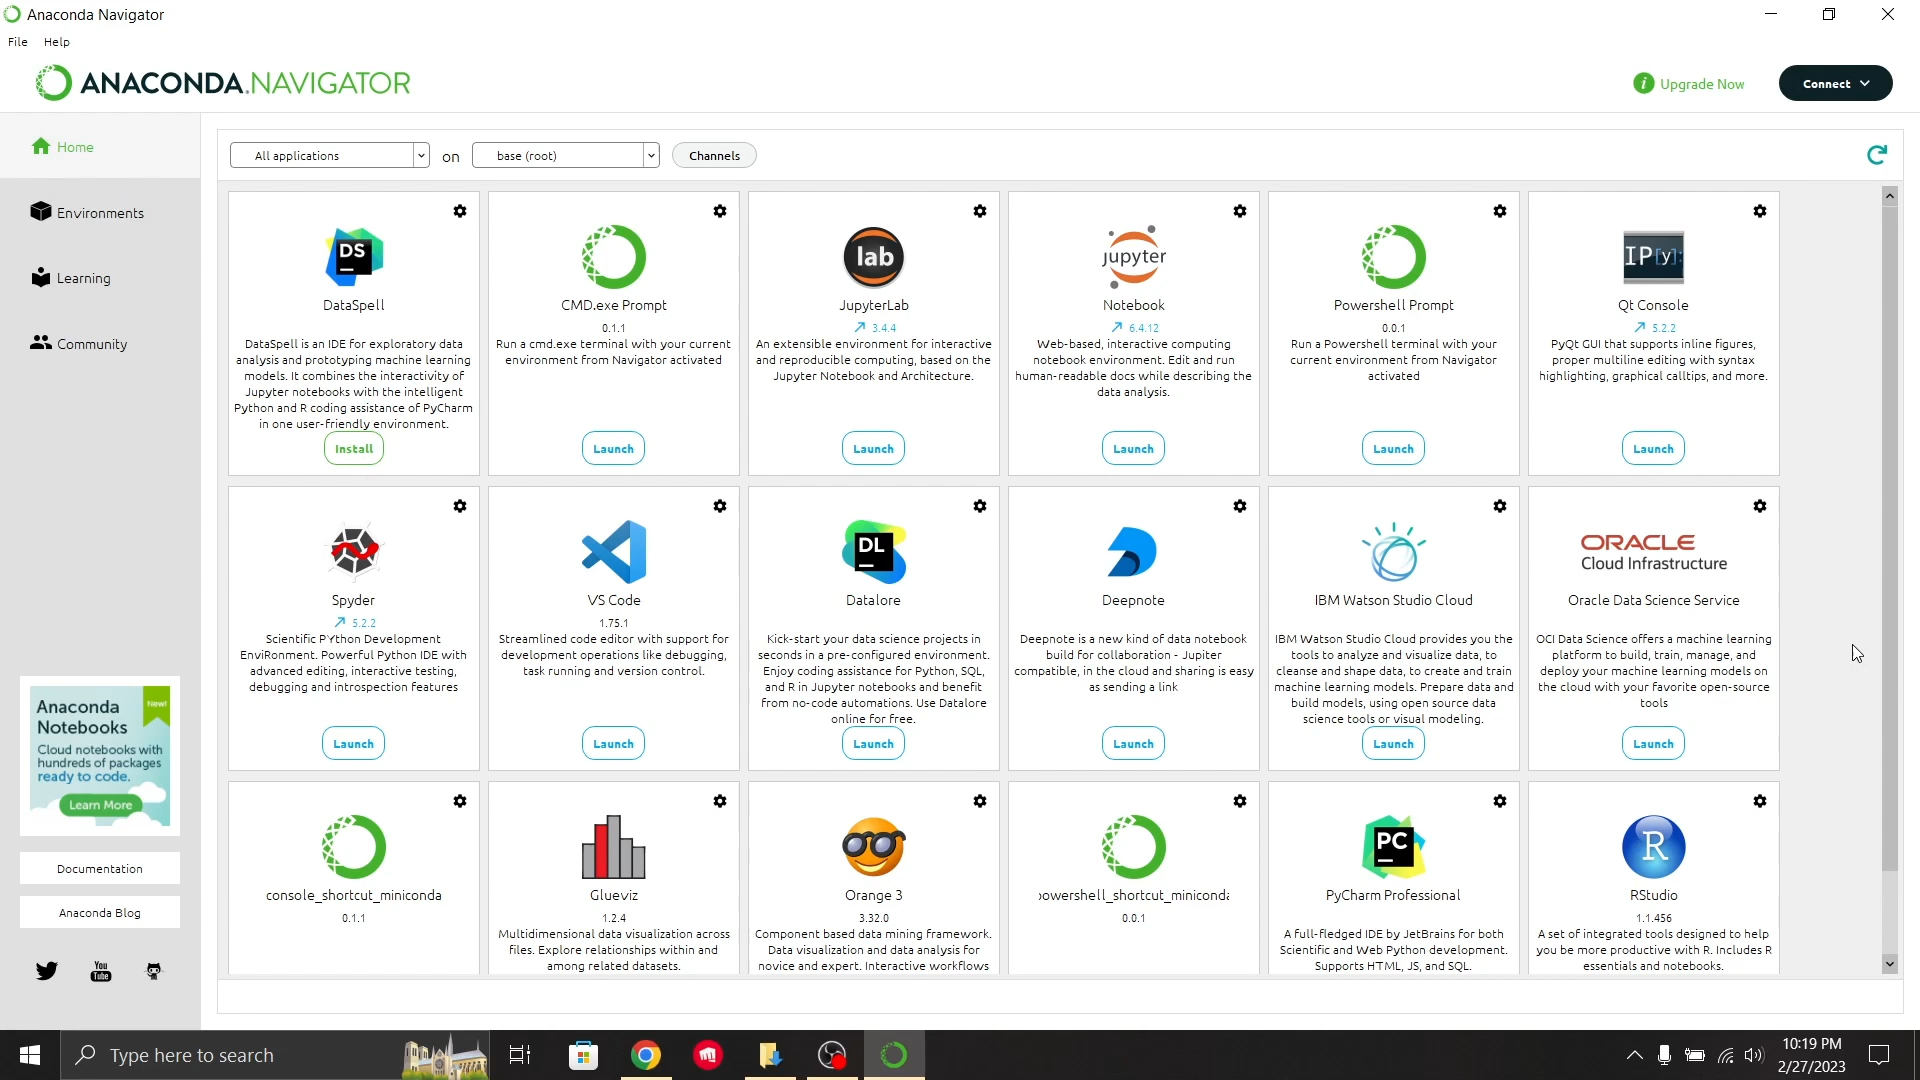 Anaconda Navigator
File Help
ANACONDA.NAVIGATOR
i Upgrade Now
Connect
Home
Environments
Learning
Community
All applications
on
base (root)
Channels
DS
DataSpell
DataSpell is an IDE for exploratory data
analysis and prototyping machine learning
models. It combines the interactivity of
Jupyter notebooks with the intelligent
Python and R coding assistance of PyCharm
in one user-friendly environment.
Install
CMD.exe Prompt
0.1.1
Run a cmd.exe terminal with your current
environment from Navigator activated
Launch
lab
JupyterLab
3.4.4
An extensible environment for interactive
and reproducible computing, based on the
Jupyter Notebook and Architecture.
Launch
jupyter
Notebook
6.4.12
Web-based, interactive computing
notebook environment. Edit and run
human-readable docs while describing the
data analysis.
Launch
Powershell Prompt
0.0.1
Run a Powershell terminal with your
current environment from Navigator
activated
Launch
IP[y]:
Qt Console
5.2.2
PyQt GUI that supports inline figures,
proper multiline editing with syntax
highlighting, graphical calltips, and more.
Launch
Spyder
5.2.2
Scientific PYthon Development
EnviRonment. Powerful Python IDE with
advanced editing, interactive testing,
debugging and introspection features
Launch
VS Code
1.75.1
Streamlined code editor with support for
development operations like debugging,
task running and version control.
Launch
DL
Datalore
Kick-start your data science projects in
seconds in a pre-configured environment.
Enjoy coding assistance for Python, SQL,
and R in Jupyter notebooks and benefit
from no-code automations. Use Datalore
online for free.
Launch
Deepnote
Deepnote is a new kind of data notebook
build for collaboration - Jupiter
compatible, in the cloud and sharing is easy
as sending a link
Launch
IBM Watson Studio Cloud
IBM Watson Studio Cloud provides you the
tools to analyze and visualize data, to
cleanse and shape data, to create and train
machine learning models. Prepare data and
build models, using open source data
science tools or visual modeling.
Launch
ORACLE
Cloud Infrastructure
Oracle Data Science Service
OCI Data Science offers a machine learning
platform to build, train, manage, and
deploy your machine learning models on
the cloud with your favorite open-source
tools
Launch
console_shortcut_miniconda
0.1.1
Glueviz
1.2.4
Multidimensional data visualization across
files. Explore relationships within and
among related datasets.
Orange 3
3.32.0
Component based data mining framework.
Data visualization and data analysis for
novice and expert. Interactive workflows
powershell_shortcut_miniconda
0.0.1
PC
PyCharm Professional
A full-fledged IDE by JetBrains for both
Scientific and Web Python development.
Supports HTML, JS, and SQL.
R
RStudio
1.1.456
A set of integrated tools designed to help
you be more productive with R. Includes R
essentials and notebooks.
Anaconda
Notebooks
New!
Cloud notebooks with
hundreds of packages
ready to code.
Learn More
Documentation
Anaconda Blog
You
Tube
Type here to search
10:19 PM
2/27/2023